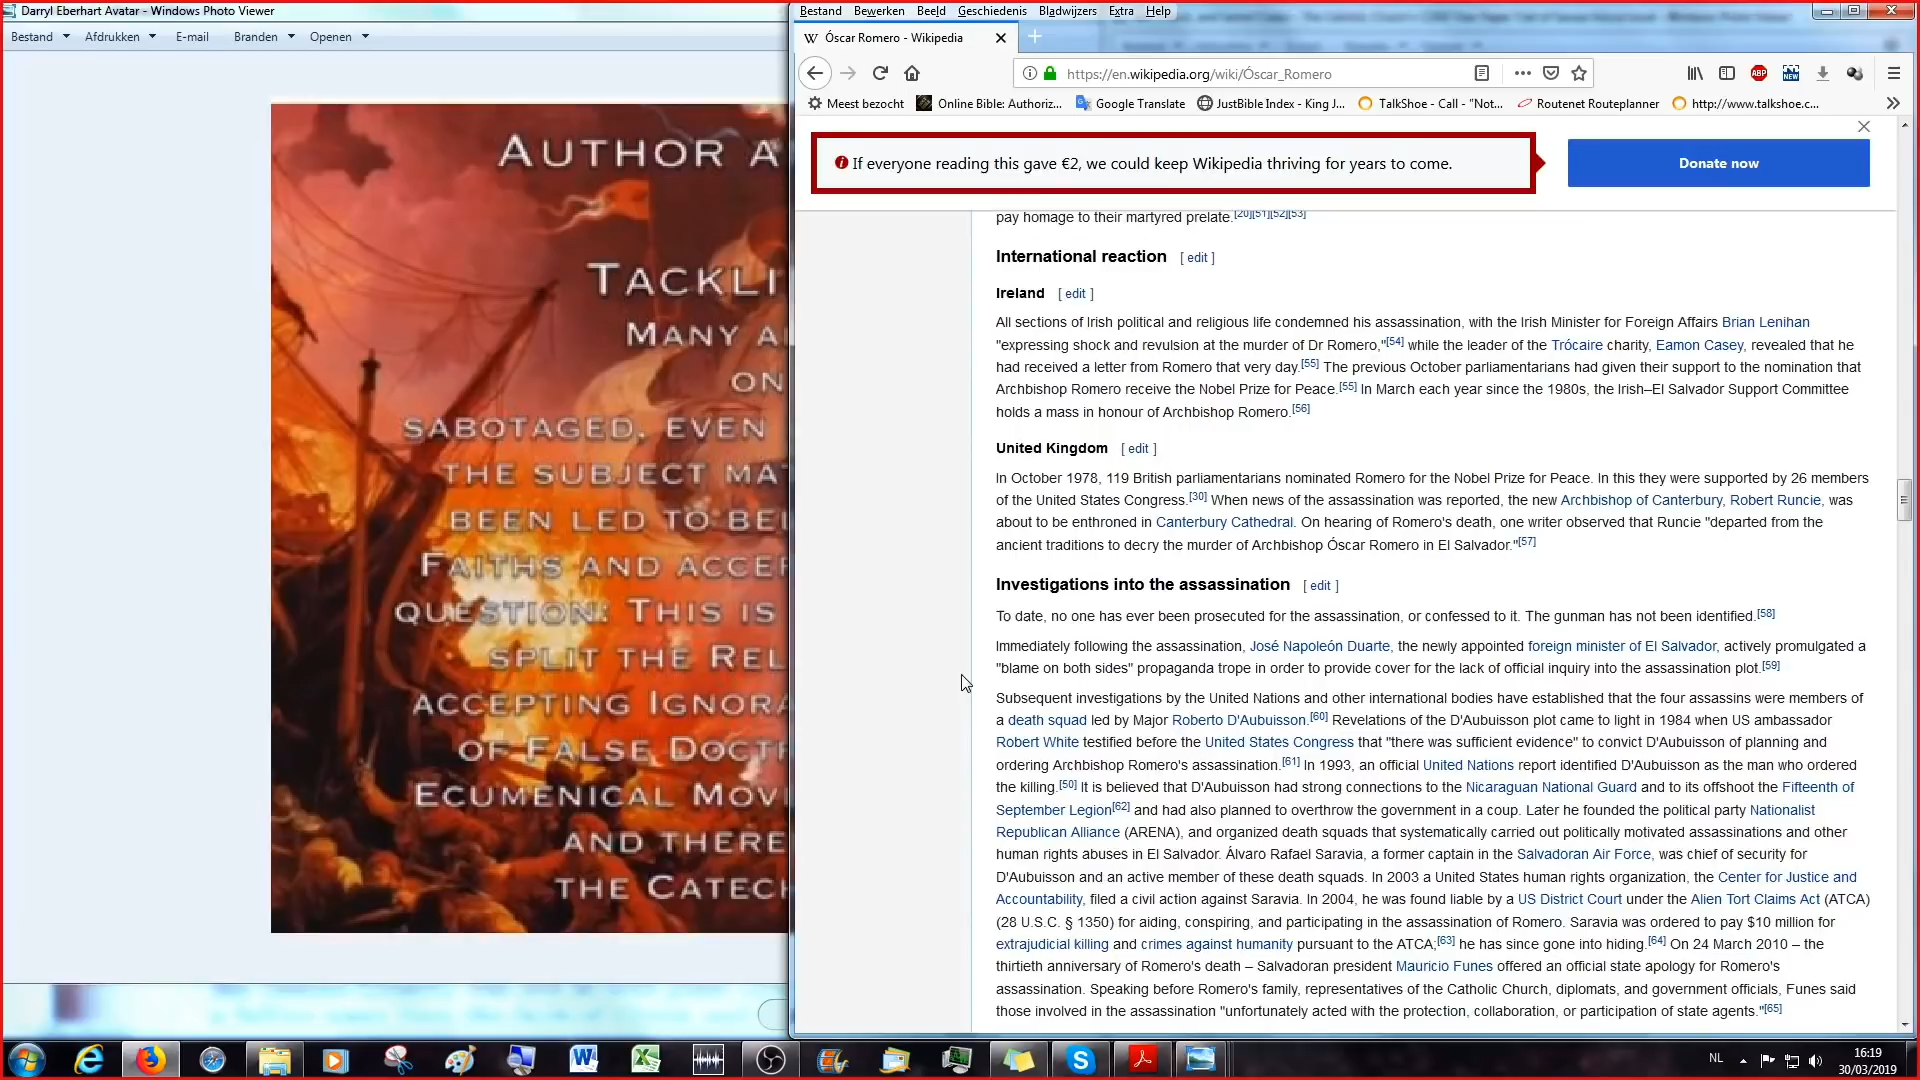 Darryl Eberhart Avatar - Windows Photo Viewer
Bestand Afdrukken E-mail Branden Openen
AUTHOR A
TACKLI
MANY A
ON
SABOTAGED, EVEN
THE SUBJECT MA
BEEN LED TO BEI
FAITHS AND ACCE
QUESTION: THIS IS
SPLIT THE REL
ACCEPTING IGNOR
OF FALSE DOCT
ECUMENICAL MOV
AND THERE
THE CATEC
Bestand Bewerken Beeld Geschiedenis Bladwijzers Extra Help
Óscar Romero - Wikipedia
https://en.wikipedia.org/wiki/Óscar_Romero
Meest bezocht Online Bible: Authoriz... Google Translate JustBible Index - King J... TalkShoe - Call - "Not... Routenet Routeplanner http://www.talkshoe.c...
If everyone reading this gave €2, we could keep Wikipedia thriving for years to come.
Donate now
pay homage to their martyred prelate.[20][51][52][53]
International reaction [ edit ]
Ireland [ edit ]
All sections of Irish political and religious life condemned his assassination, with the Irish Minister for Foreign Affairs Brian Lenihan
"expressing shock and revulsion at the murder of Dr Romero,"[54] while the leader of the Trócaire charity, Eamon Casey, revealed that he
had received a letter from Romero that very day.[55] The previous October parliamentarians had given their support to the nomination that
Archbishop Romero receive the Nobel Prize for Peace.[55] In March each year since the 1980s, the Irish–El Salvador Support Committee
holds a mass in honour of Archbishop Romero.[56]
United Kingdom [ edit ]
In October 1978, 119 British parliamentarians nominated Romero for the Nobel Prize for Peace. In this they were supported by 26 members
of the United States Congress.[30] When news of the assassination was reported, the new Archbishop of Canterbury, Robert Runcie, was
about to be enthroned in Canterbury Cathedral. On hearing of Romero's death, one writer observed that Runcie "departed from the
ancient traditions to decry the murder of Archbishop Óscar Romero in El Salvador."[57]
Investigations into the assassination [ edit ]
To date, no one has ever been prosecuted for the assassination, or confessed to it. The gunman has not been identified.[58]
Immediately following the assassination, José Napoleón Duarte, the newly appointed foreign minister of El Salvador, actively promulgated a
"blame on both sides" propaganda trope in order to provide cover for the lack of official inquiry into the assassination plot.[59]
Subsequent investigations by the United Nations and other international bodies have established that the four assassins were members of
a death squad led by Major Roberto D'Aubuisson.[60] Revelations of the D'Aubuisson plot came to light in 1984 when US ambassador
Robert White testified before the United States Congress that "there was sufficient evidence" to convict D'Aubuisson of planning and
ordering Archbishop Romero's assassination.[61] In 1993, an official United Nations report identified D'Aubuisson as the man who ordered
the killing.[50] It is believed that D'Aubuisson had strong connections to the Nicaraguan National Guard and to its offshoot the Fifteenth of
September Legion[62] and had also planned to overthrow the government in a coup. Later he founded the political party Nationalist
Republican Alliance (ARENA), and organized death squads that systematically carried out politically motivated assassinations and other
human rights abuses in El Salvador. Álvaro Rafael Saravia, a former captain in the Salvadoran Air Force, was chief of security for
D'Aubuisson and an active member of these death squads. In 2003 a United States human rights organization, the Center for Justice and
Accountability, filed a civil action against Saravia. In 2004, he was found liable by a US District Court under the Alien Tort Claims Act (ATCA)
(28 U.S.C. § 1350) for aiding, conspiring, and participating in the assassination of Romero. Saravia was ordered to pay $10 million for
extrajudicial killing and crimes against humanity pursuant to the ATCA;[63] he has since gone into hiding.[64] On 24 March 2010 – the
thirtieth anniversary of Romero's death – Salvadoran president Mauricio Funes offered an official state apology for Romero's
assassination. Speaking before Romero's family, representatives of the Catholic Church, diplomats, and government officials, Funes said
those involved in the assassination "unfortunately acted with the protection, collaboration, or participation of state agents."[65]
NL
16:19
30/03/2019